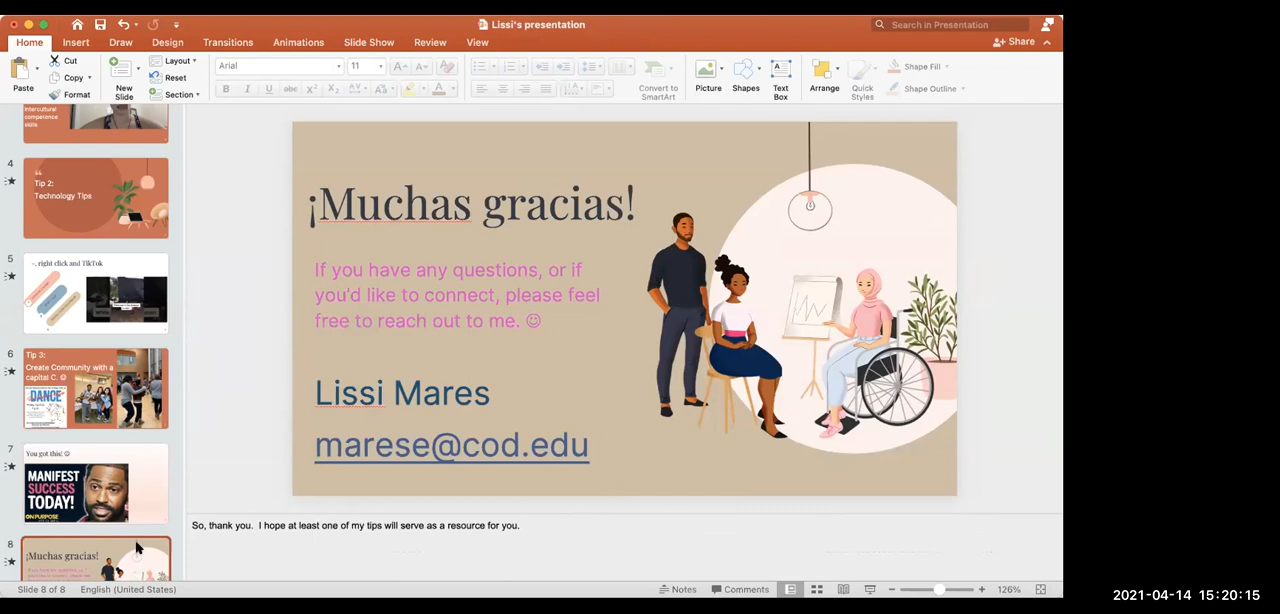 Lissi's presentation
Search in Presentation
Home Insert Draw Design Transitions Animations Slide Show Review View
Share
Paste
Cut
Copy
Format
New
Slide
Layout
Reset
Section
Arial 11
Convert to
SmartArt
Picture
Shapes
Text
Box
Arrange
Quick
Styles
Shape Fill
Shape Outline
intercultural
competence
skills
4
Tip 2:
Technology Tips
5
right click and TikTok
6
Tip 3:
Create Community with a
capital C. ☺
DANCE
7
You got this! ☺
MANIFEST
SUCCESS
TODAY!
ON PURPOSE
8
¡Muchas gracias!
¡Muchas gracias!
If you have any questions, or if
you'd like to connect, please feel
free to reach out to me. ☺
Lissi Mares
marese@cod.edu
So, thank you. I hope at least one of my tips will serve as a resource for you.
Slide 8 of 8 English (United States)
Notes Comments 126%
2021-04-14 15:20:15